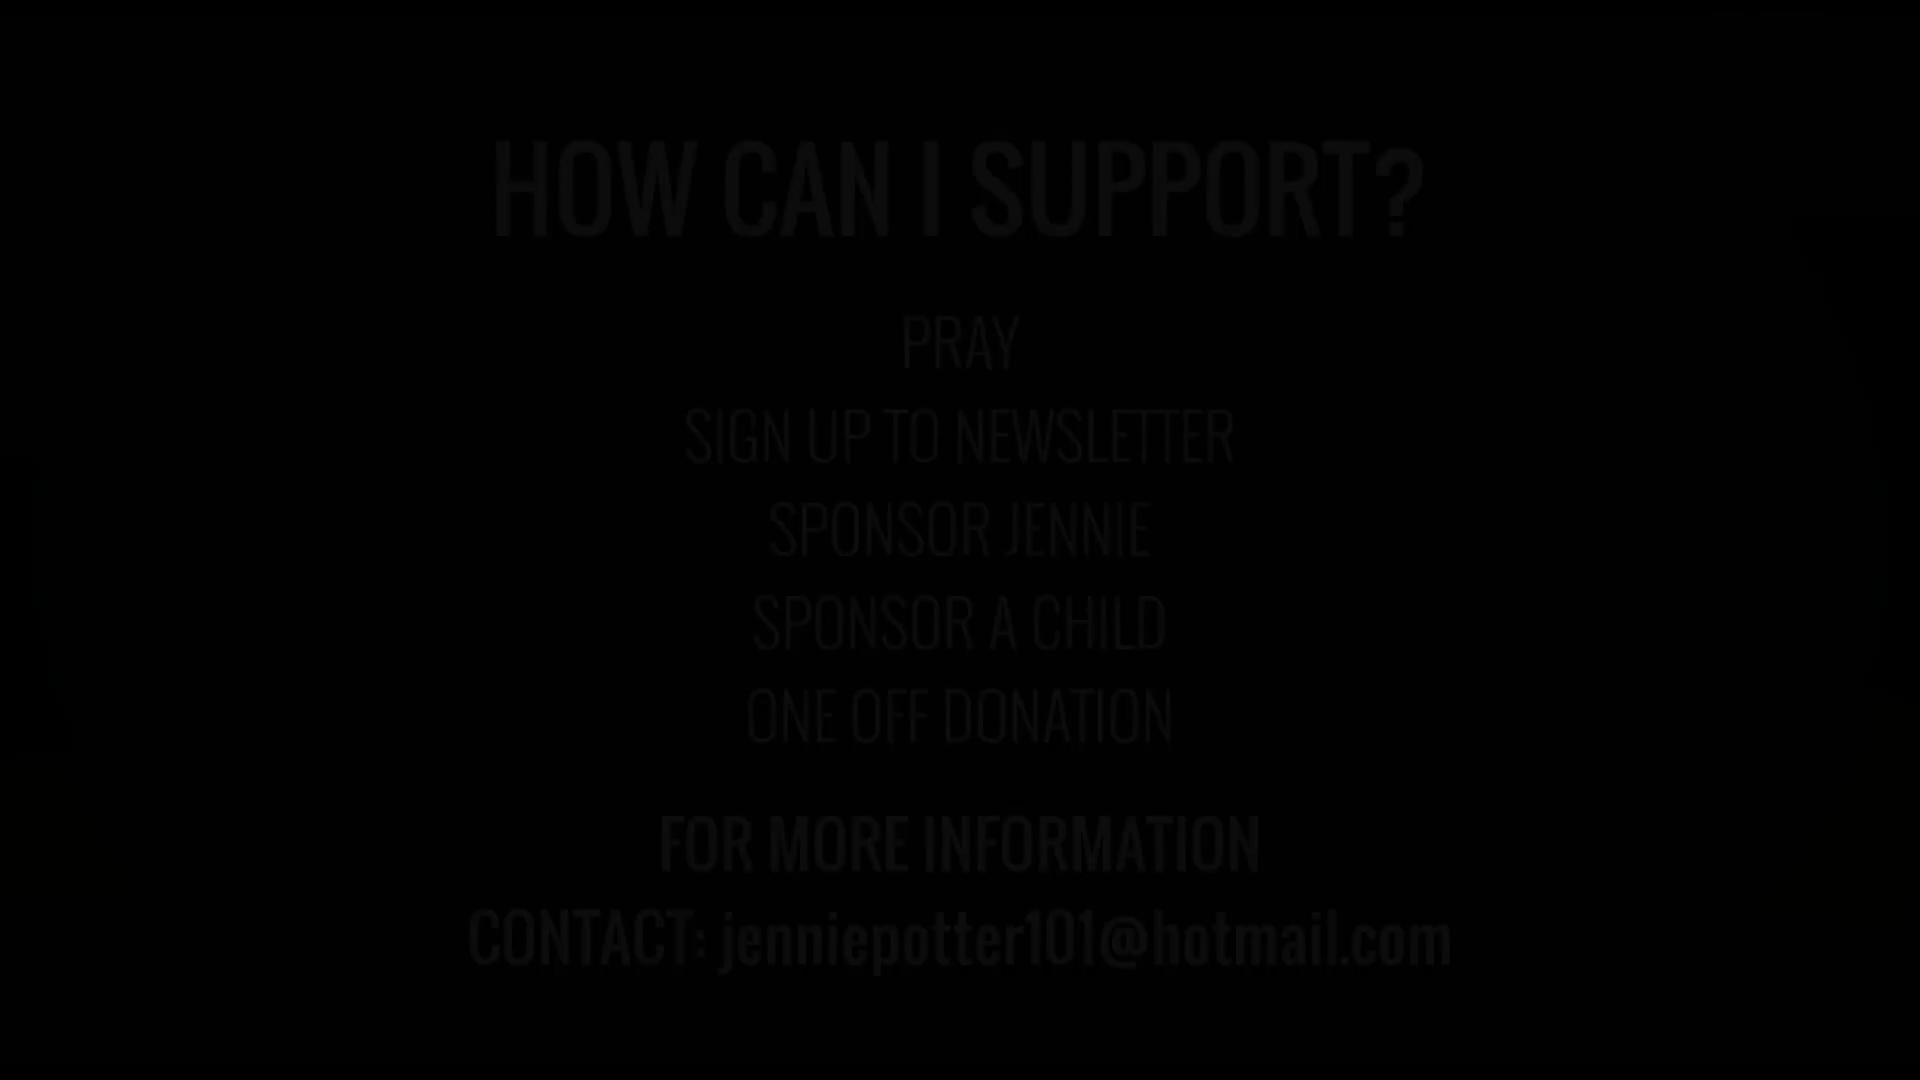 HOW CAN I SUPPORT?
PRAY
SIGN UP TO NEWSLETTER
SPONSOR JENNIE
SPONSOR A CHILD
ONE OFF DONATION
FOR MORE INFORMATION
CONTACT: jenniepotter101@hotmail.com